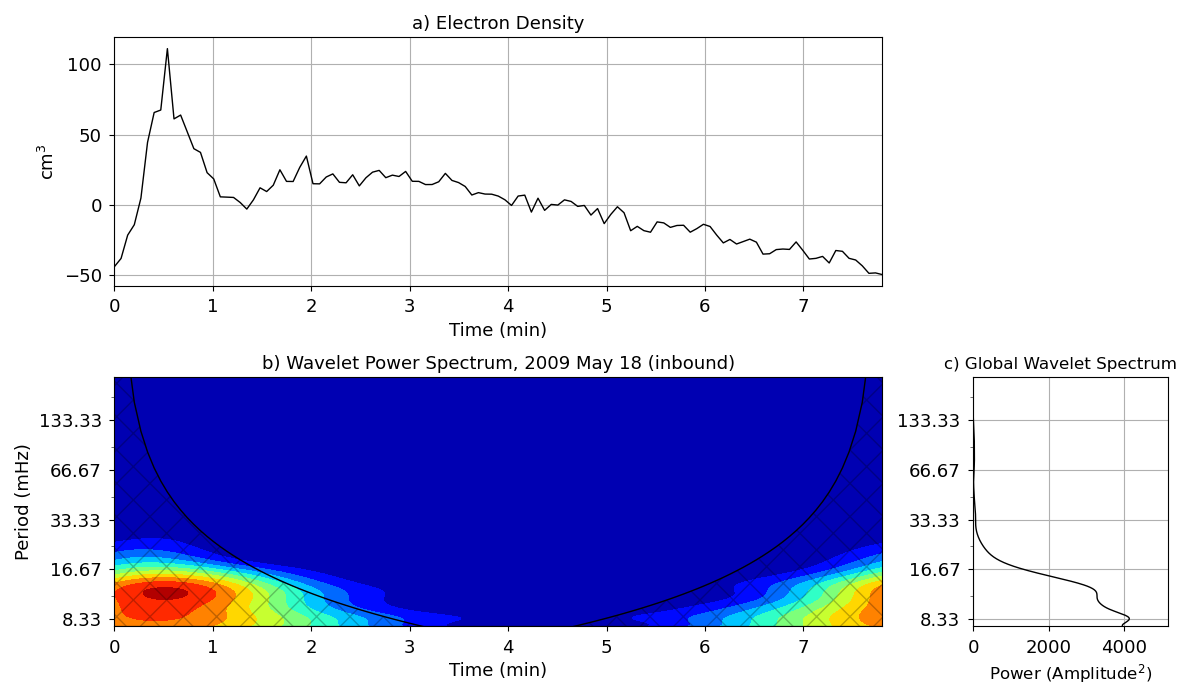 a) Electron Density
100
50
0
−50
cm³
0 1 2 3 4 5 6 7
Time (min)
b) Wavelet Power Spectrum, 2009 May 18 (inbound)
133.33
66.67
33.33
16.67
8.33
Period (mHz)
0 1 2 3 4 5 6 7
Time (min)
c) Global Wavelet Spectrum
133.33
66.67
33.33
16.67
8.33
0 2000 4000
Power (Amplitude²)